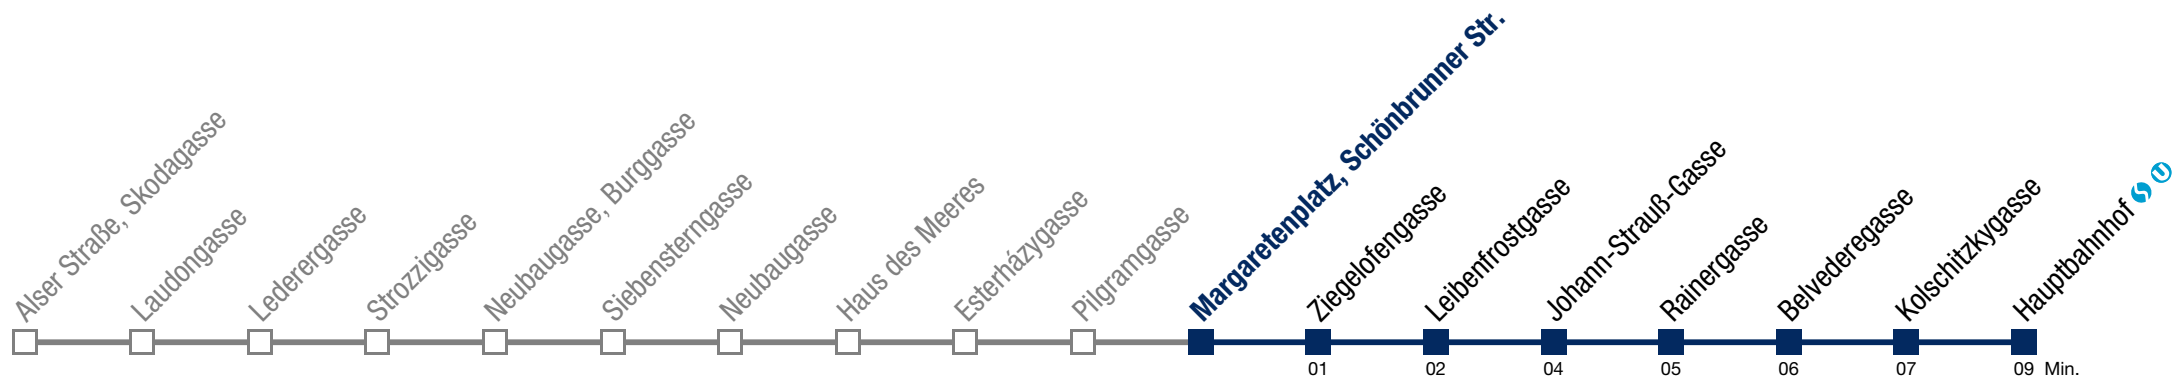 Alser Straße, Skodagasse
Laudongasse
Lederergasse
Strozzigasse
Neubaugasse, Burggasse
Siebensterngasse
Neubaugasse
Haus des Meeres
Esterházygasse
Pilgramgasse
Margaretenplatz, Schönbrunner Str.
Ziegelofengasse
Leibenfrostgasse
Johann-Strauß-Gasse
Rainergasse
Belvederegasse
Kolschitzkygasse
Hauptbahnhof S U
01 02 04 05 06 07 09 Min.